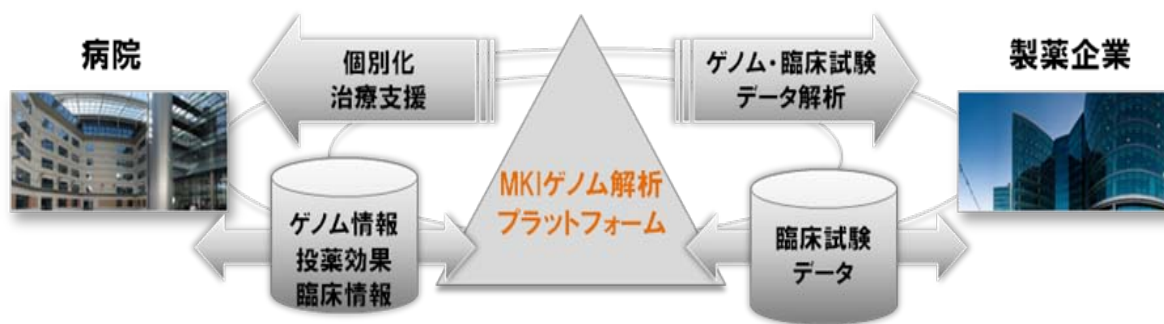 病院
個別化
治療支援
ゲノム・臨床試験
データ解析
製薬企業
MKIゲノム解析
プラットフォーム
ゲノム情報
投薬効果
臨床情報
臨床試験
データ